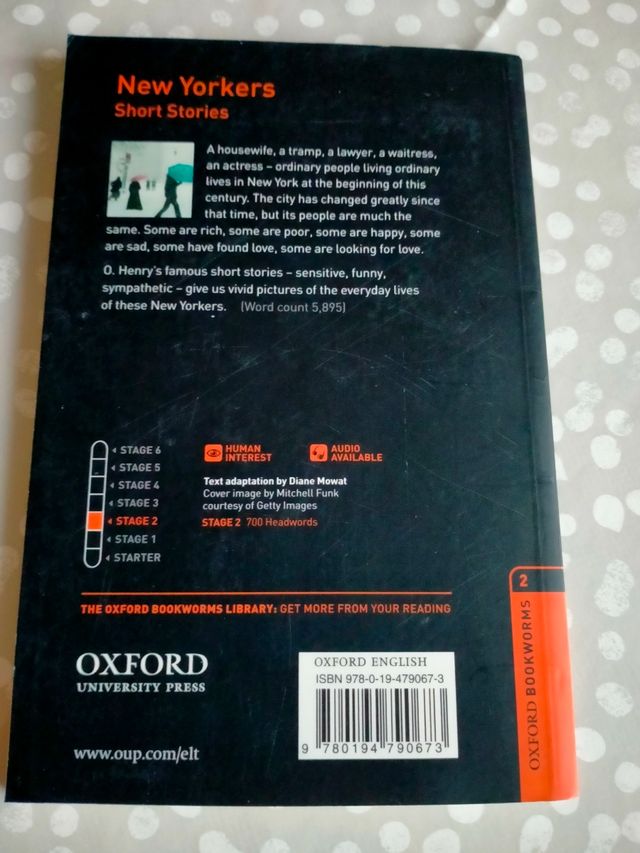 New Yorkers
Short Stories
A housewife, a tramp, a lawyer, a waitress,
an actress – ordinary people living ordinary
lives in New York at the beginning of this
century. The city has changed greatly since
that time, but its people are much the
same. Some are rich, some are poor, some are happy, some
are sad, some have found love, some are looking for love.
O. Henry's famous short stories – sensitive, funny,
sympathetic – give us vivid pictures of the everyday lives
of these New Yorkers. (Word count 5,895)
STAGE 6
STAGE 5
STAGE 4
STAGE 3
STAGE 2
STAGE 1
STARTER
HUMAN
INTEREST
AUDIO
AVAILABLE
Text adaptation by Diane Mowat
Cover image by Mitchell Funk
courtesy of Getty Images
STAGE 2 700 Headwords
THE OXFORD BOOKWORMS LIBRARY: GET MORE FROM YOUR READING
OXFORD
UNIVERSITY PRESS
www.oup.com/elt
OXFORD ENGLISH
ISBN 978-0-19-479067-3
9 780194 790673
2
OXFORD BOOKWORMS